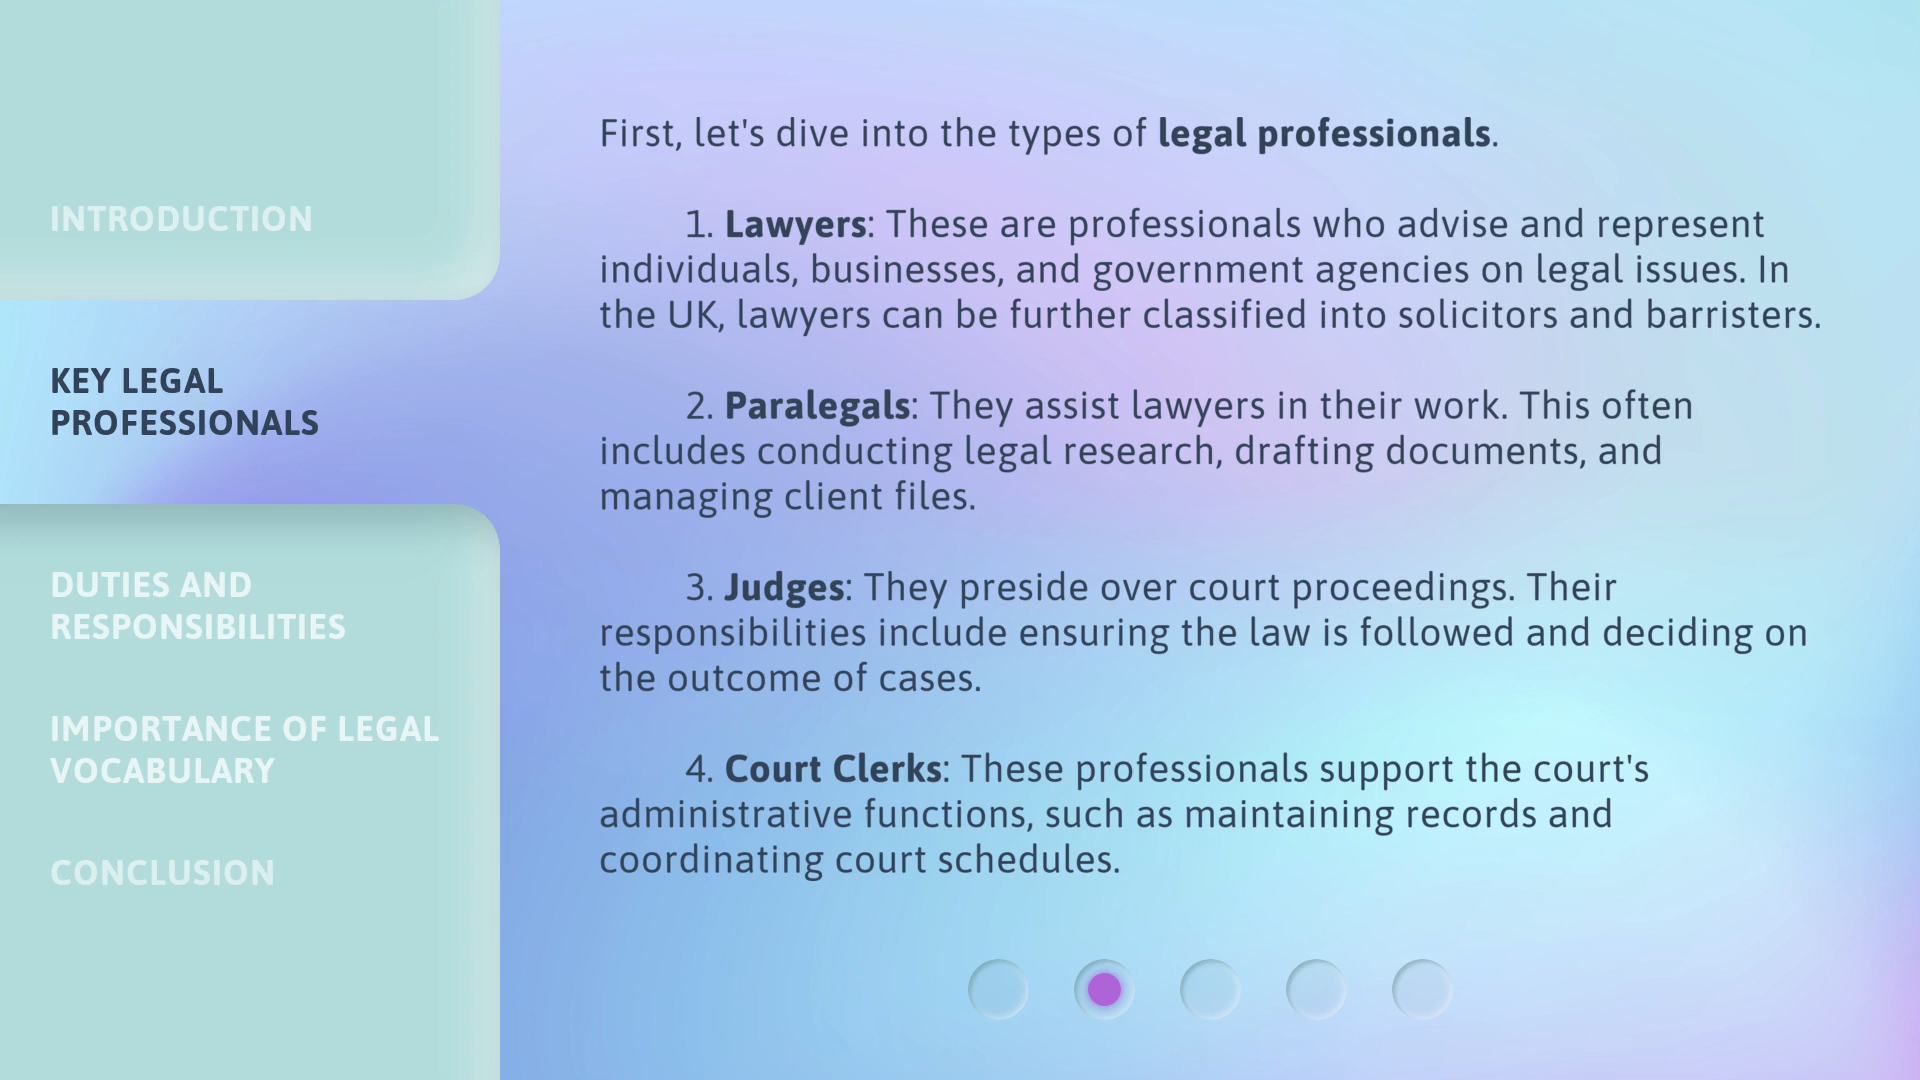 INTRODUCTION
KEY LEGAL
PROFESSIONALS
DUTIES AND
RESPONSIBILITIES
IMPORTANCE OF LEGAL
VOCABULARY
CONCLUSION
First, let's dive into the types of legal professionals.
1. Lawyers: These are professionals who advise and represent
individuals, businesses, and government agencies on legal issues. In
the UK, lawyers can be further classified into solicitors and barristers.
2. Paralegals: They assist lawyers in their work. This often
includes conducting legal research, drafting documents, and
managing client files.
3. Judges: They preside over court proceedings. Their
responsibilities include ensuring the law is followed and deciding on
the outcome of cases.
4. Court Clerks: These professionals support the court's
administrative functions, such as maintaining records and
coordinating court schedules.